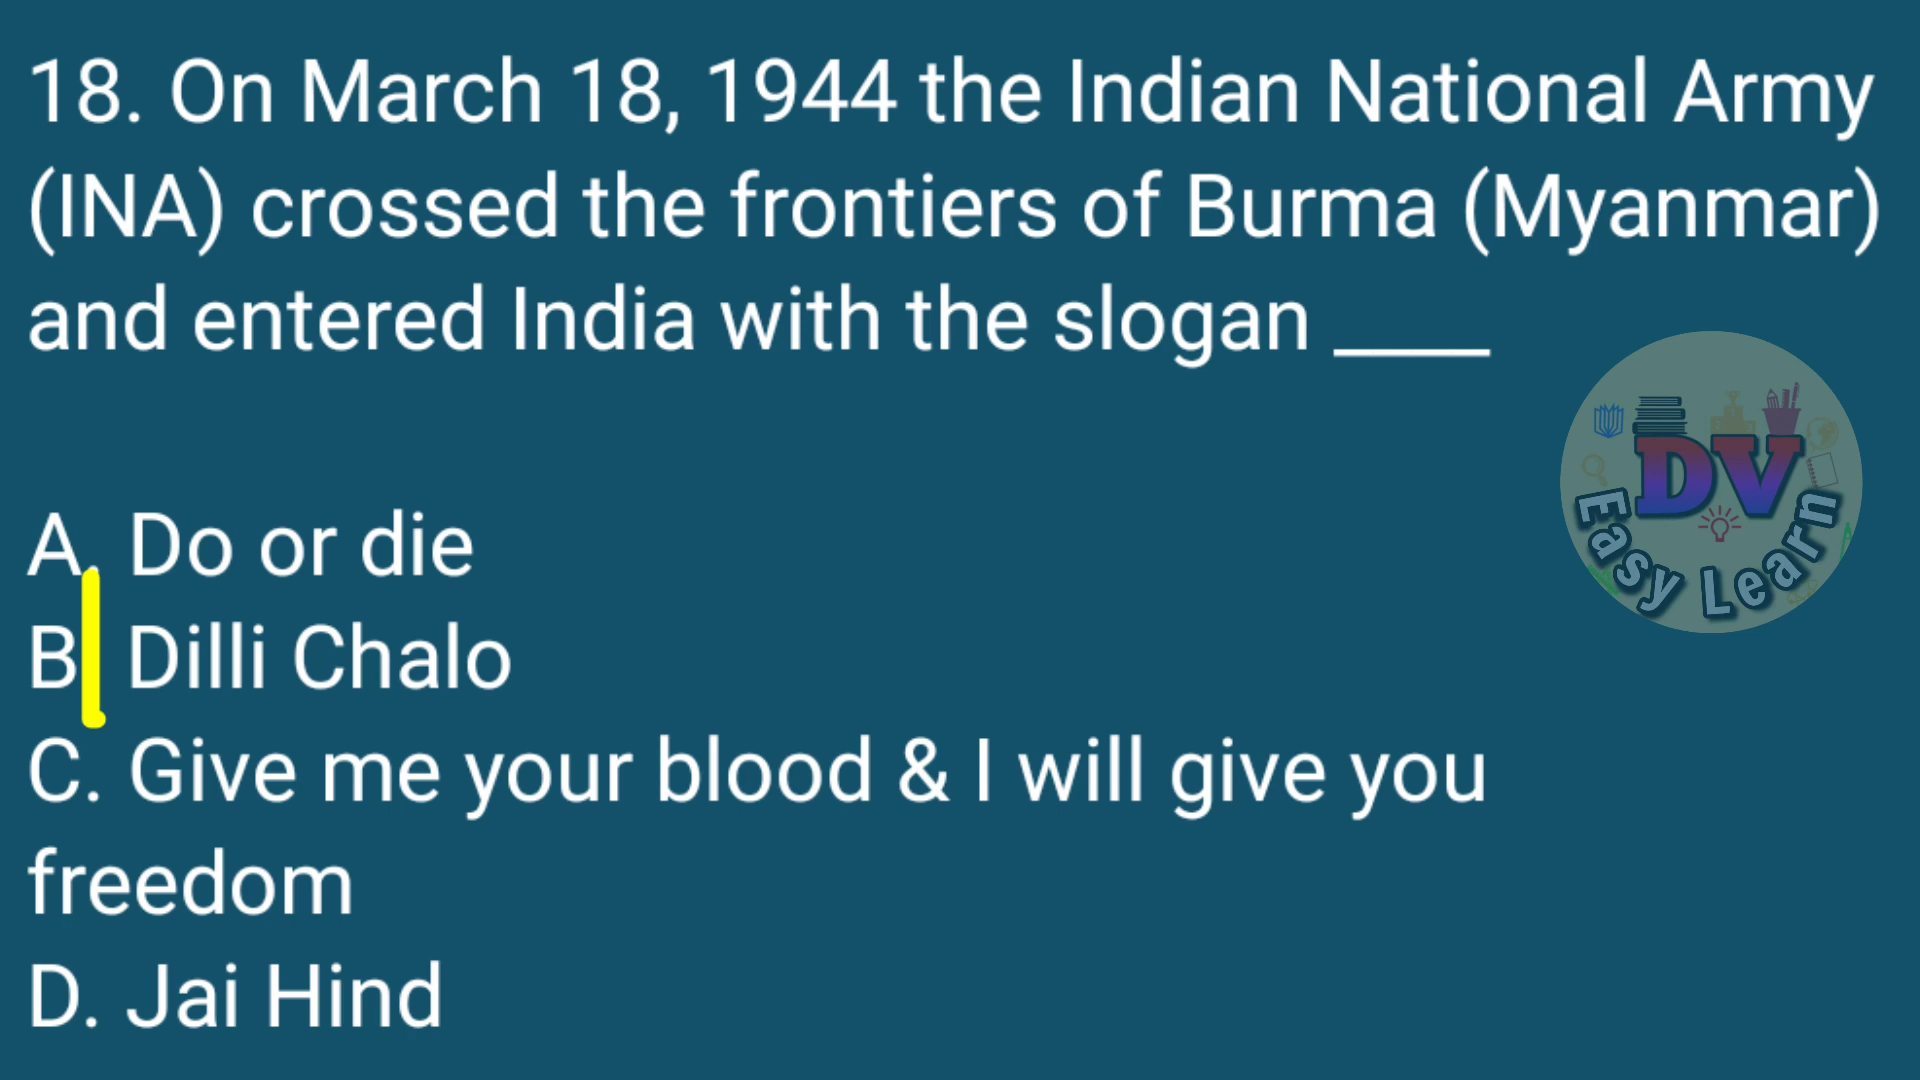 18. On March 18, 1944 the Indian National Army
(INA) crossed the frontiers of Burma (Myanmar)
and entered India with the slogan ____
DV
Easy Learn
A. Do or die
B. Dilli Chalo
C. Give me your blood & I will give you
freedom
D. Jai Hind